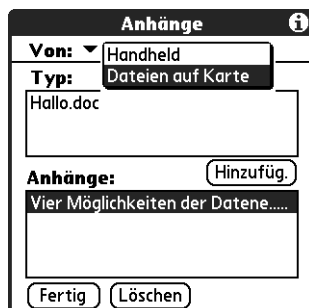 Anhänge
Von: Handheld
Dateien auf Karte
Typ:
Hallo.doc
Hinzufüg.
Anhänge:
Vier Möglichkeiten der Datene.....
Fertig Löschen